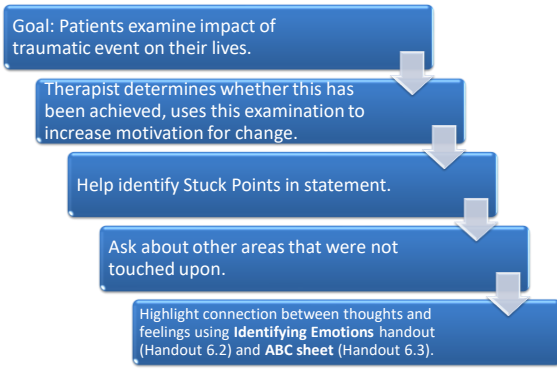 Goal: Patients examine impact of
traumatic event on their lives.
Therapist determines whether this has
been achieved, uses this examination to
increase motivation for change.
Help identify Stuck Points in statement.
Ask about other areas that were not
touched upon.
Highlight connection between thoughts and
feelings using Identifying Emotions handout
(Handout 6.2) and ABC sheet (Handout 6.3).